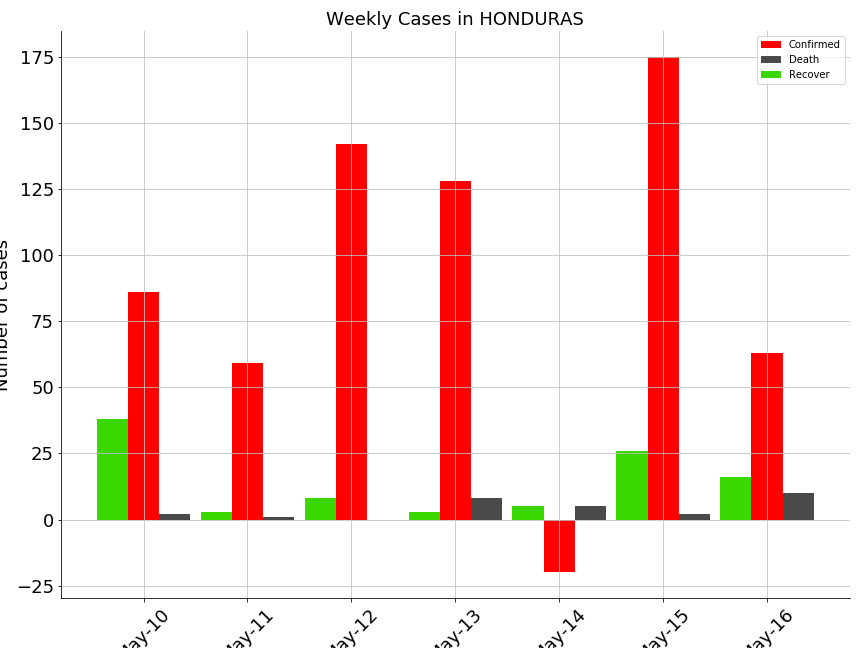 Weekly Cases in HONDURAS
Confirmed
Death
Recover
Number of cases
175
150
125
100
75
50
25
0
−25
May-10
May-11
May-12
May-13
May-14
May-15
May-16